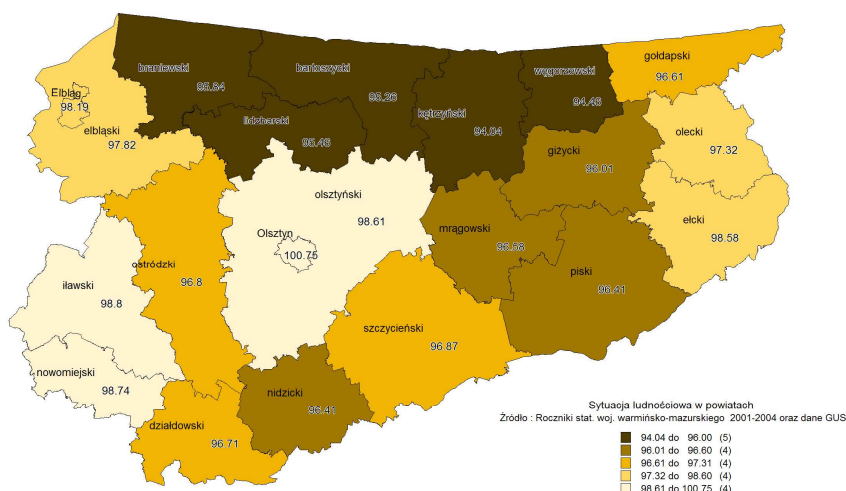 gołdapski
96.61
braniewski
95.84
bartoszycki
95.26
węgorzewski
94.46
Elbląg
98.19
elbląski
97.82
lidzbarski
95.45
kętrzyński
94.04
olecki
97.32
giżycki
96.01
olsztyński
98.61
ełcki
98.58
Olsztyn
100.75
mrągowski
96.58
ostródzki
96.8
piski
96.41
iławski
98.8
szczycieński
96.87
nowomiejski
98.74
nidzicki
96.41
działdowski
96.71
Sytuacja ludnościowa w powiatach
Żródło : Roczniki stat. woj. warmińsko-mazurskiego 2001-2004 oraz dane GUS
94.04 do 96.00 (5)
96.01 do 96.60 (4)
96.61 do 97.31 (4)
97.32 do 98.60 (4)
98.61 do 100.75 (4)